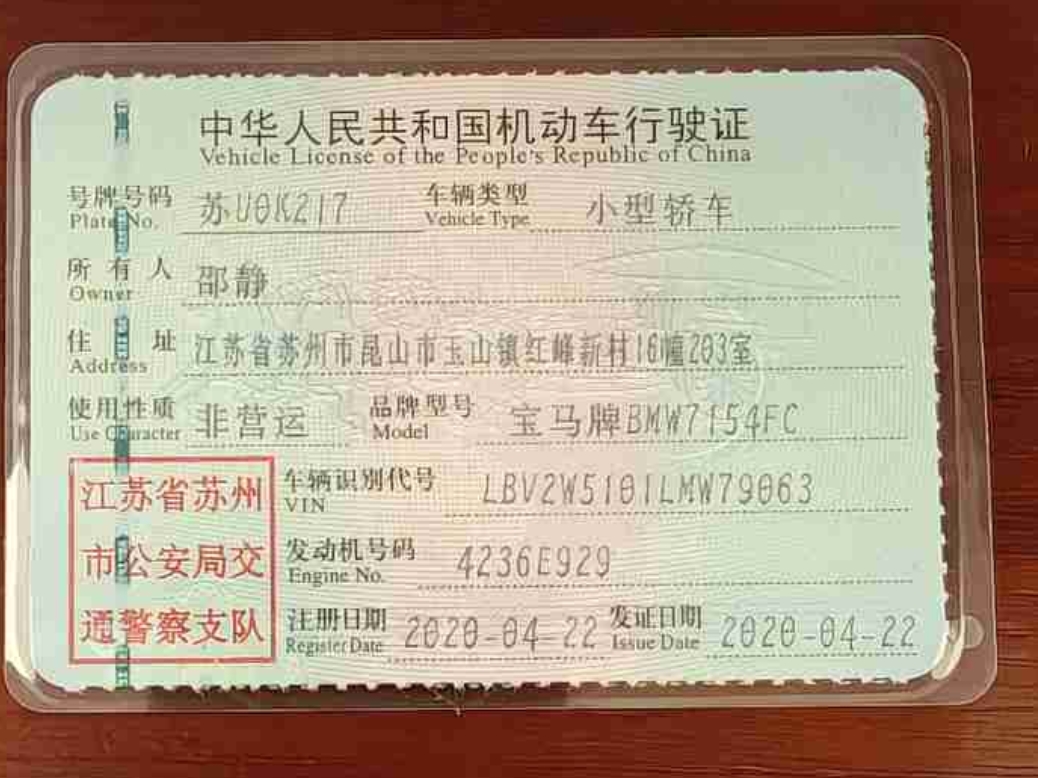 中华人民共和国机动车行驶证
Vehicle License of the People's Republic of China
号牌号码 苏U0K217 车辆类型 小型轿车
Plate No. Vehicle Type
所有人 邵静
Owner
住址 江苏省苏州市昆山市玉山镇红峰新村16幢203室
Address
使用性质 非营运 品牌型号 宝马牌BMW7154FC
Use Character Model
江苏省苏州 车辆识别代号 LBV2W5101LMW79063
VIN
市公安局交 发动机号码 4236E929
Engine No.
通警察支队 注册日期 2020-04-22 发证日期 2020-04-22
Register Date Issue Date